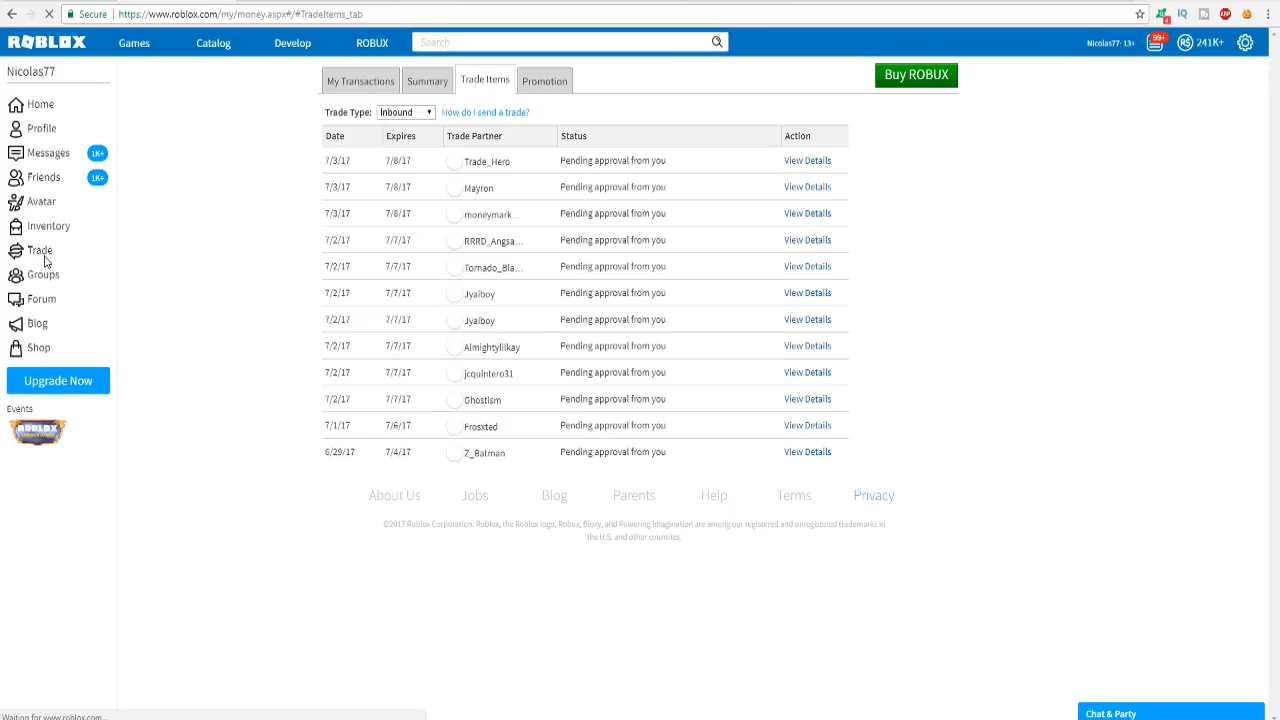 Secure https://www.roblox.com/my/money.aspx#/#TradeItems_tab
ROBLOX Games Catalog Develop ROBUX Search Nicolas77: 13+ 99+ R$ 241K+
Nicolas77
Home
Profile
Messages 1K+
Friends 1K+
Avatar
Inventory
Trade
Groups
Forum
Blog
Shop
Upgrade Now
Events
ROBLOX
My Transactions Summary Trade Items Promotion Buy ROBUX
Trade Type: Inbound How do I send a trade?
Date Expires Trade Partner Status Action
7/3/17 7/8/17 Trade_Hero Pending approval from you View Details
7/3/17 7/8/17 Mayron Pending approval from you View Details
7/3/17 7/8/17 moneymark... Pending approval from you View Details
7/2/17 7/7/17 RRRD_Angsa... Pending approval from you View Details
7/2/17 7/7/17 Tornado_Bla... Pending approval from you View Details
7/2/17 7/7/17 Jyaiboy Pending approval from you View Details
7/2/17 7/7/17 Jyaiboy Pending approval from you View Details
7/2/17 7/7/17 Almightylilkay Pending approval from you View Details
7/2/17 7/7/17 jcquintero31 Pending approval from you View Details
7/2/17 7/7/17 Ghostism Pending approval from you View Details
7/1/17 7/6/17 Frosxted Pending approval from you View Details
6/29/17 7/4/17 Z_Batman Pending approval from you View Details
About Us Jobs Blog Parents Help Terms Privacy
©2017 Roblox Corporation. Roblox, the Roblox logo, Robux, Bloxy, and Powering Imagination are among our registered and unregistered trademarks in
the U.S. and other countries.
Chat & Party
Waiting for www.roblox.com...